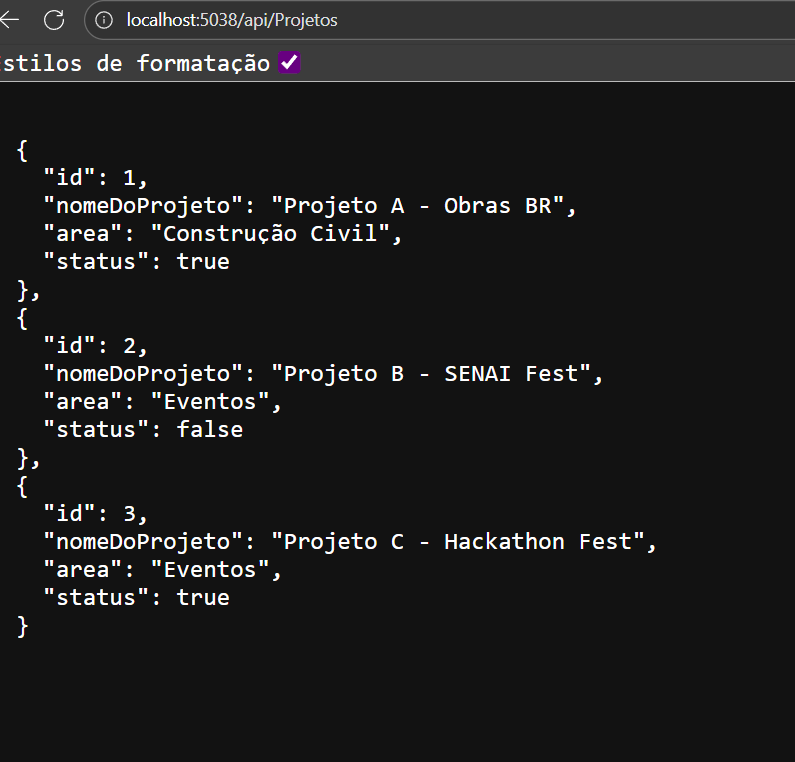 localhost:5038/api/Projetos
stilos de formatação
{
"id": 1,
"nomeDoProjeto": "Projeto A - Obras BR",
"area": "Construção Civil",
"status": true
},
{
"id": 2,
"nomeDoProjeto": "Projeto B - SENAI Fest",
"area": "Eventos",
"status": false
},
{
"id": 3,
"nomeDoProjeto": "Projeto C - Hackathon Fest",
"area": "Eventos",
"status": true
}